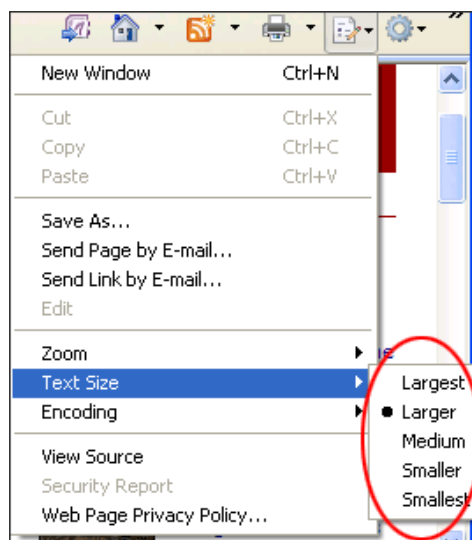 »
New Window Ctrl+N
Cut Ctrl+X
Copy Ctrl+C
Paste Ctrl+V
Save As...
Send Page by E-mail...
Send Link by E-mail...
Edit
Zoom
Text Size
Encoding
View Source
Security Report
Web Page Privacy Policy...
Largest
Larger
Medium
Smaller
Smallest